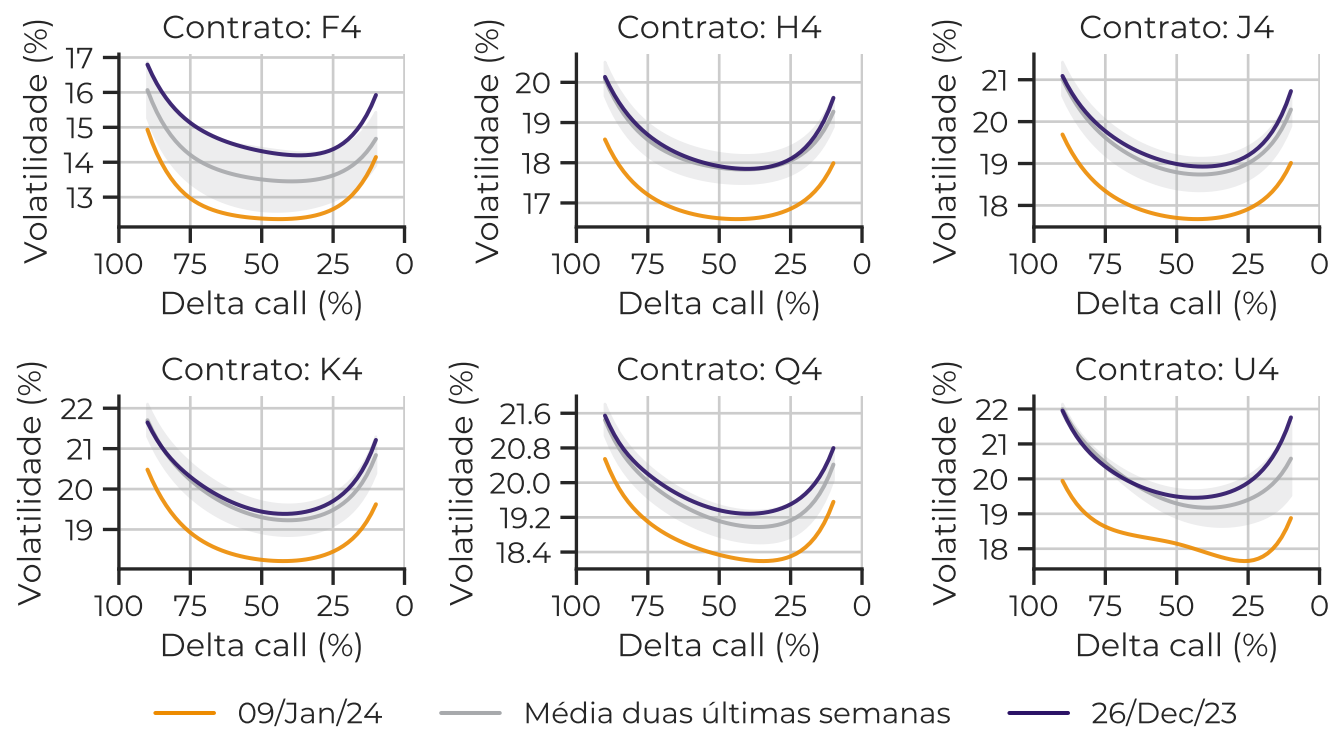 Contrato: F4
Volatilidade (%)
17
16
15
14
13
100 75 50 25 0
Delta call (%)
Contrato: H4
Volatilidade (%)
20
19
18
17
100 75 50 25 0
Delta call (%)
Contrato: J4
Volatilidade (%)
21
20
19
18
100 75 50 25 0
Delta call (%)
Contrato: K4
Volatilidade (%)
22
21
20
19
100 75 50 25 0
Delta call (%)
Contrato: Q4
Volatilidade (%)
21.6
20.8
20.0
19.2
18.4
100 75 50 25 0
Delta call (%)
Contrato: U4
Volatilidade (%)
22
21
20
19
18
100 75 50 25 0
Delta call (%)
09/Jan/24 Média duas últimas semanas 26/Dec/23